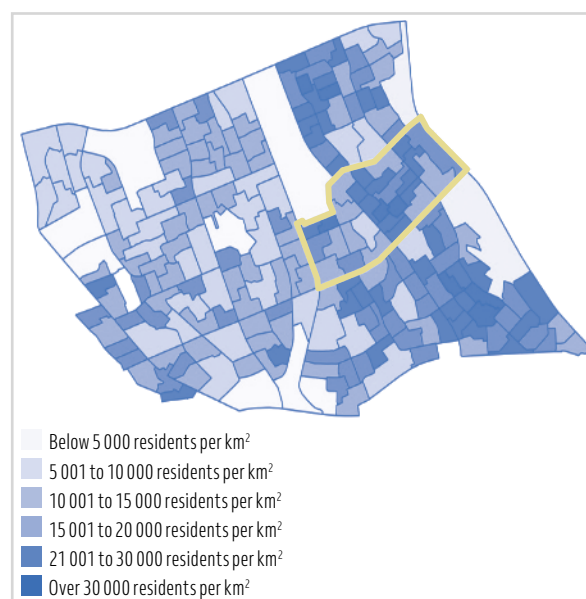 Below 5 000 residents per km²
5 001 to 10 000 residents per km²
10 001 to 15 000 residents per km²
15 001 to 20 000 residents per km²
21 001 to 30 000 residents per km²
Over 30 000 residents per km²